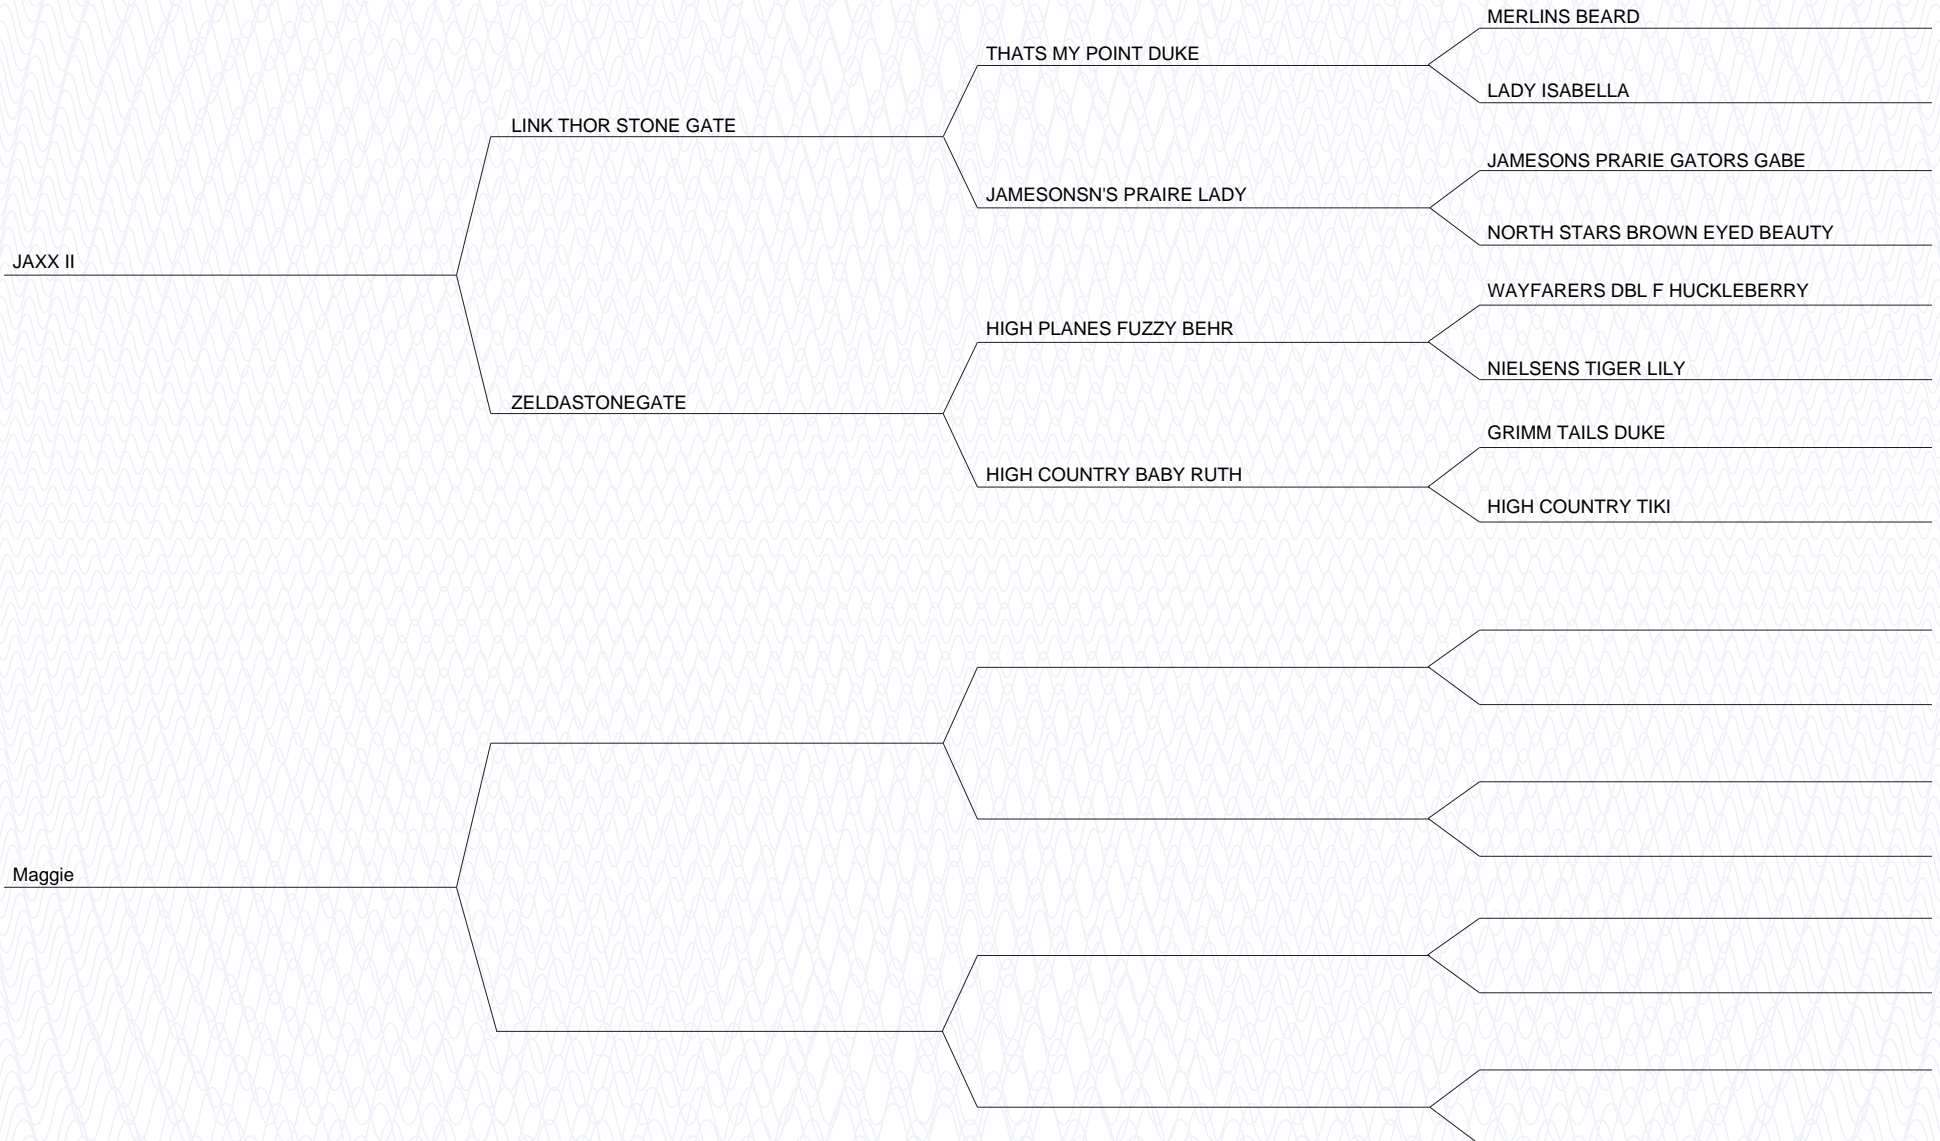 MERLINS BEARD
THATS MY POINT DUKE
LADY ISABELLA
LINK THOR STONE GATE
JAMESONS PRARIE GATORS GABE
JAMESONSN'S PRAIRE LADY
NORTH STARS BROWN EYED BEAUTY
JAXX II
WAYFARERS DBL F HUCKLEBERRY
HIGH PLANES FUZZY BEHR
NIELSENS TIGER LILY
ZELDASTONEGATE
GRIMM TAILS DUKE
HIGH COUNTRY BABY RUTH
HIGH COUNTRY TIKI
Maggie